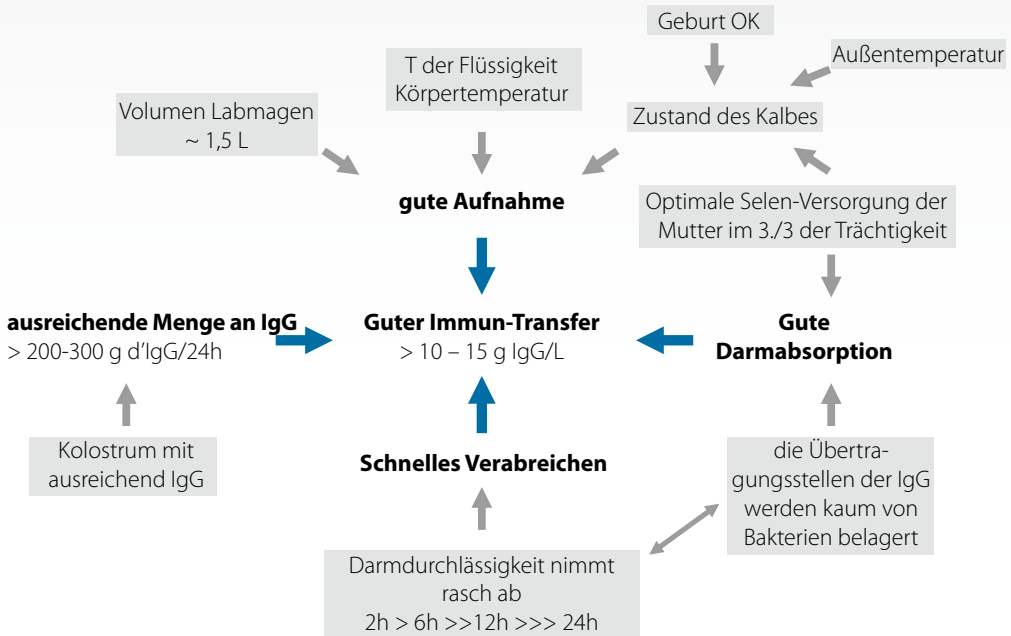 Geburt OK
Außentemperatur
T der Flüssigkeit
Körpertemperatur
Volumen Labmagen
~ 1,5 L
Zustand des Kalbes
gute Aufnahme
Optimale Selen-Versorgung der
Mutter im 3./3 der Trächtigkeit
ausreichende Menge an IgG
> 200-300 g d'IgG/24h
Guter Immun-Transfer
> 10 – 15 g IgG/L
Gute
Darmabsorption
Kolostrum mit
ausreichend IgG
Schnelles Verabreichen
die Übertra-
gungsstellen der IgG
werden kaum von
Bakterien belagert
Darmdurchlässigkeit nimmt
rasch ab
2h > 6h >>12h >>> 24h